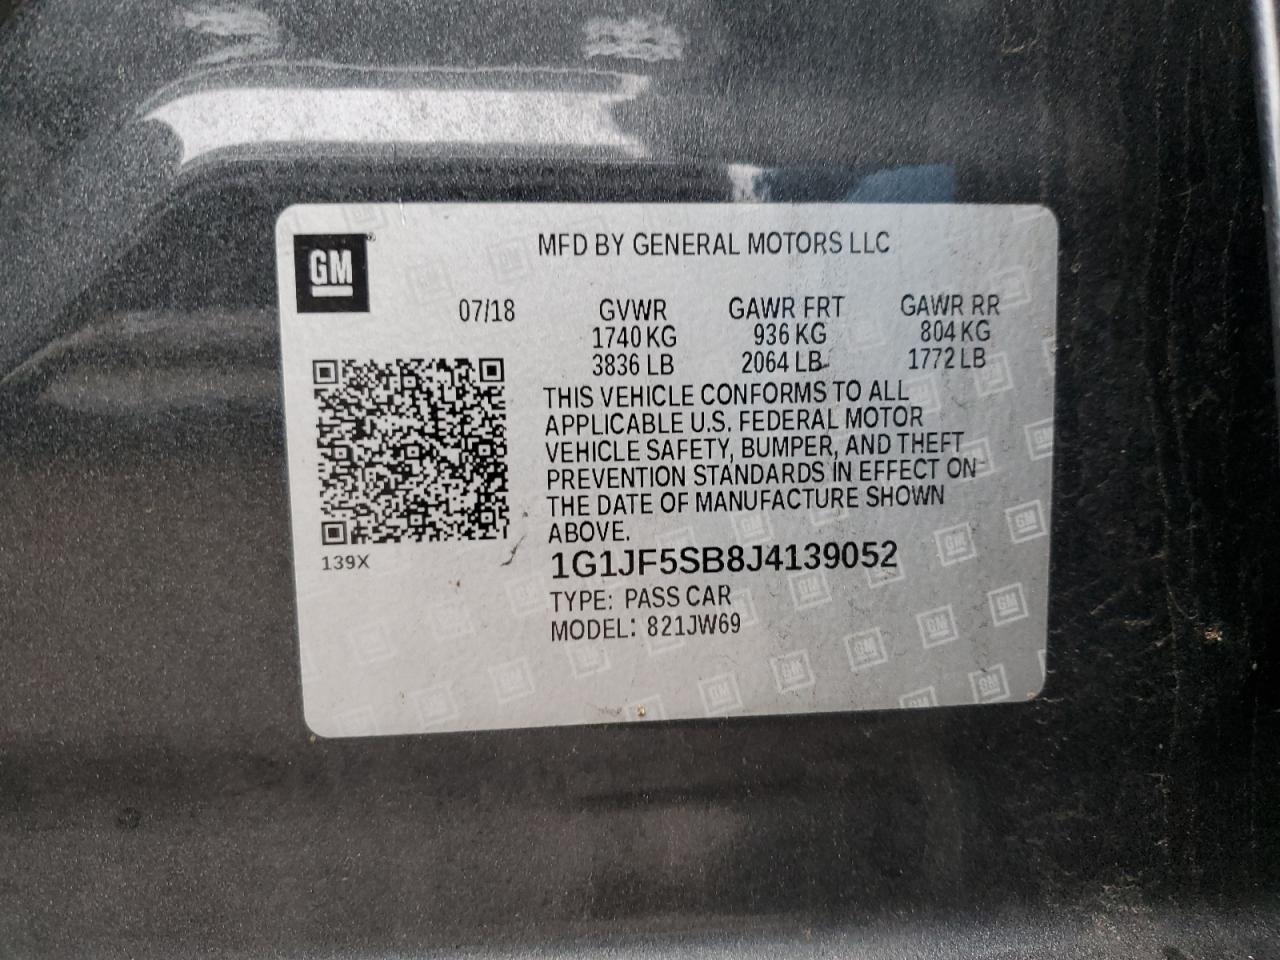 GM
MFD BY GENERAL MOTORS LLC
07/18 GVWR GAWR FRT GAWR RR
1740 KG 936 KG 804 KG
3836 LB 2064 LB 1772 LB
THIS VEHICLE CONFORMS TO ALL
APPLICABLE U.S. FEDERAL MOTOR
VEHICLE SAFETY, BUMPER, AND THEFT
PREVENTION STANDARDS IN EFFECT ON
THE DATE OF MANUFACTURE SHOWN
ABOVE.
139X
1G1JF5SB8J4139052
TYPE: PASS CAR
MODEL: 821JW69